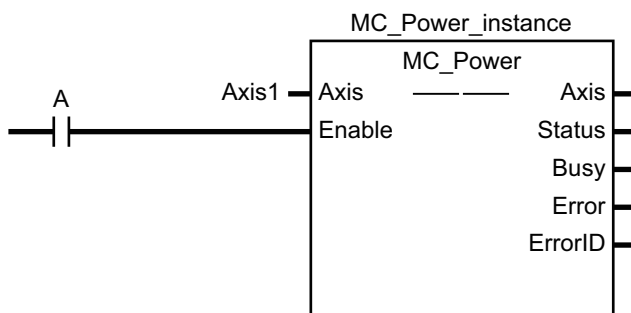 MC_Power_instance
MC_Power
Axis1 Axis Axis
A
Enable Status
Busy
Error
ErrorID